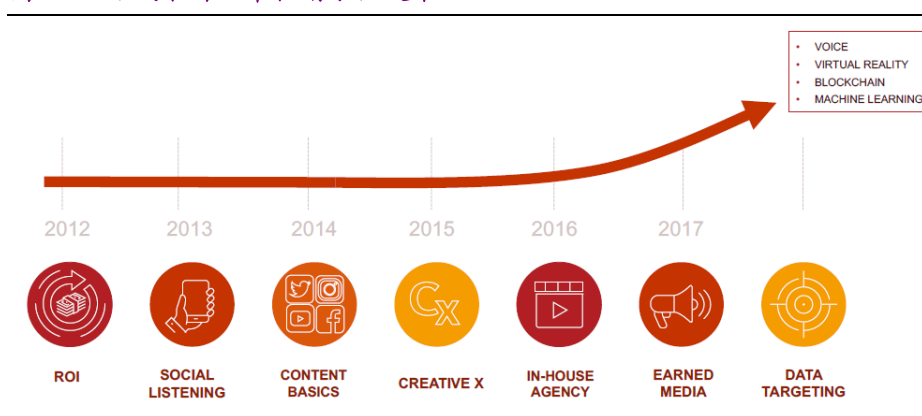 VOICE
VIRTUAL REALITY
BLOCKCHAIN
MACHINE LEARNING
2012
2013
2014
2015
2016
2017
Cx
ROI
SOCIAL
LISTENING
CONTENT
BASICS
CREATIVE X
IN-HOUSE
AGENCY
EARNED
MEDIA
DATA
TARGETING